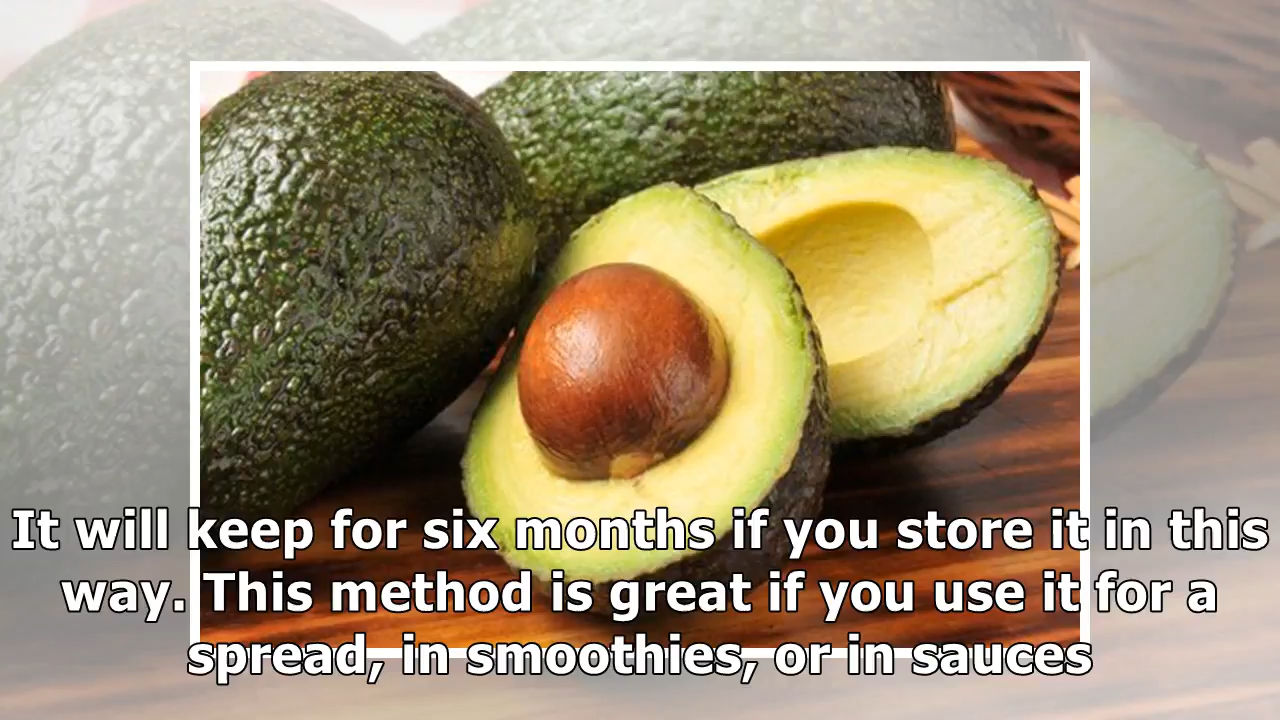 It will keep for six months if you store it in this
way. This method is great if you use it for a
spread, in smoothies, or in sauces